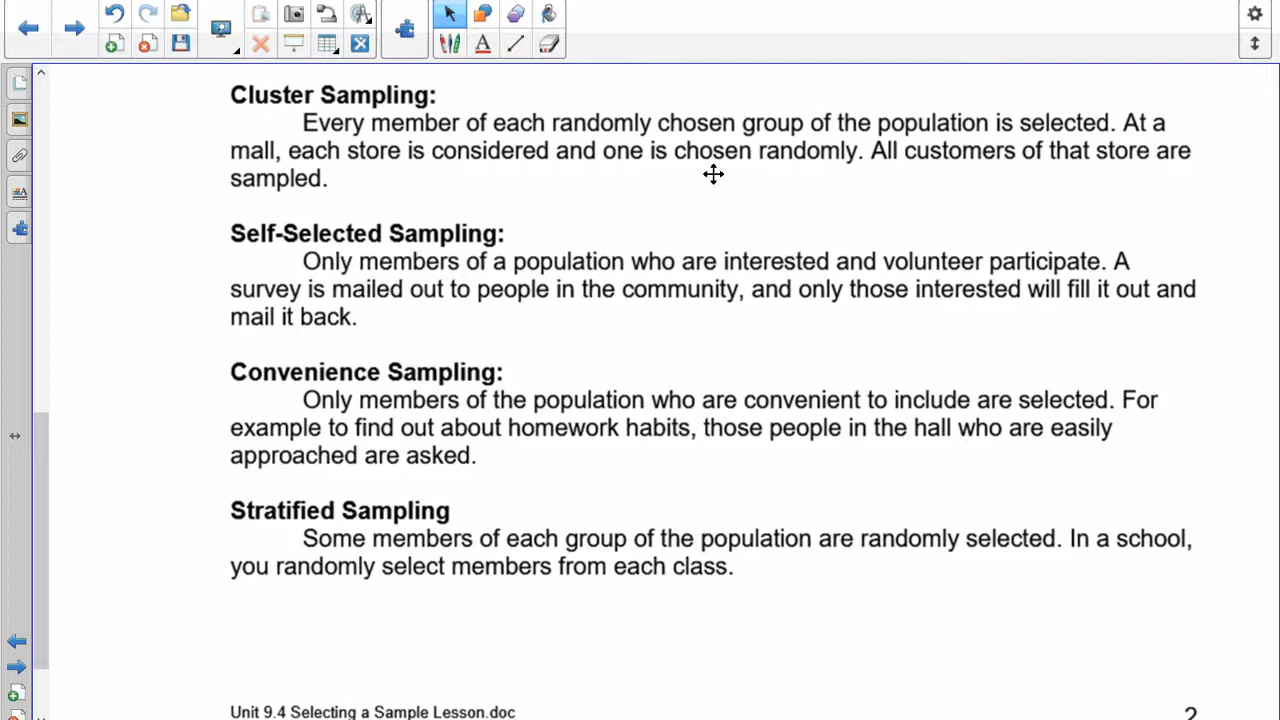 Cluster Sampling:
Every member of each randomly chosen group of the population is selected. At a
mall, each store is considered and one is chosen randomly. All customers of that store are
sampled.
Self-Selected Sampling:
Only members of a population who are interested and volunteer participate. A
survey is mailed out to people in the community, and only those interested will fill it out and
mail it back.
Convenience Sampling:
Only members of the population who are convenient to include are selected. For
example to find out about homework habits, those people in the hall who are easily
approached are asked.
Stratified Sampling
Some members of each group of the population are randomly selected. In a school,
you randomly select members from each class.
Unit 9.4 Selecting a Sample Lesson.doc
2